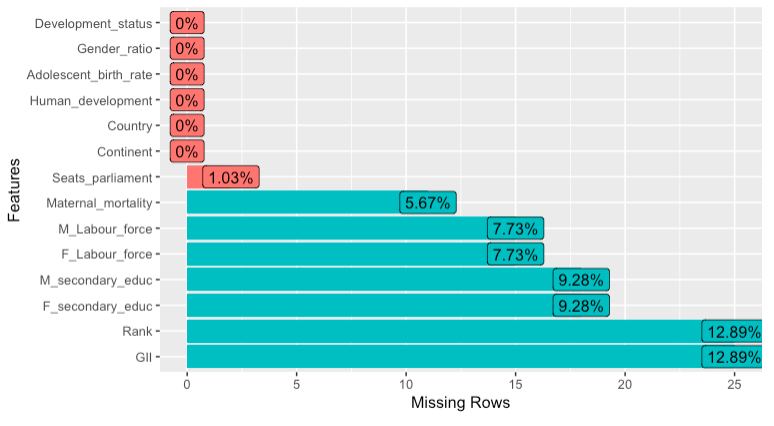 Development_status 0%
Gender_ratio 0%
Adolescent_birth_rate 0%
Human_development 0%
Country 0%
Continent 0%
Seats_parliament 1.03%
Maternal_mortality 5.67%
M_Labour_force 7.73%
F_Labour_force 7.73%
M_secondary_educ 9.28%
F_secondary_educ 9.28%
Rank 12.89%
GII 12.89%
0 5 10 15 20 25
Missing Rows
Features